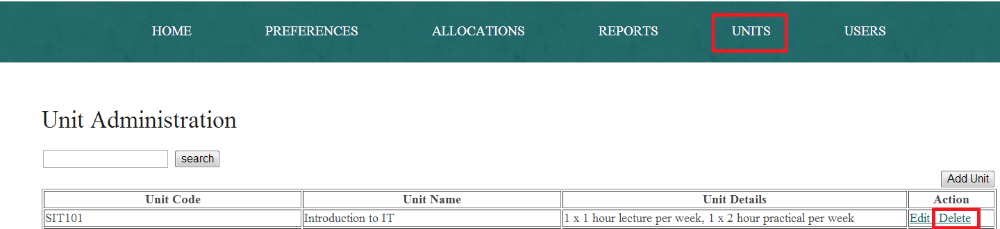 HOME PREFERENCES ALLOCATIONS REPORTS UNITS USERS
Unit Administration
search
Add Unit
Unit Code Unit Name Unit Details Action
SIT101 Introduction to IT 1 x 1 hour lecture per week, 1 x 2 hour practical per week Edit Delete